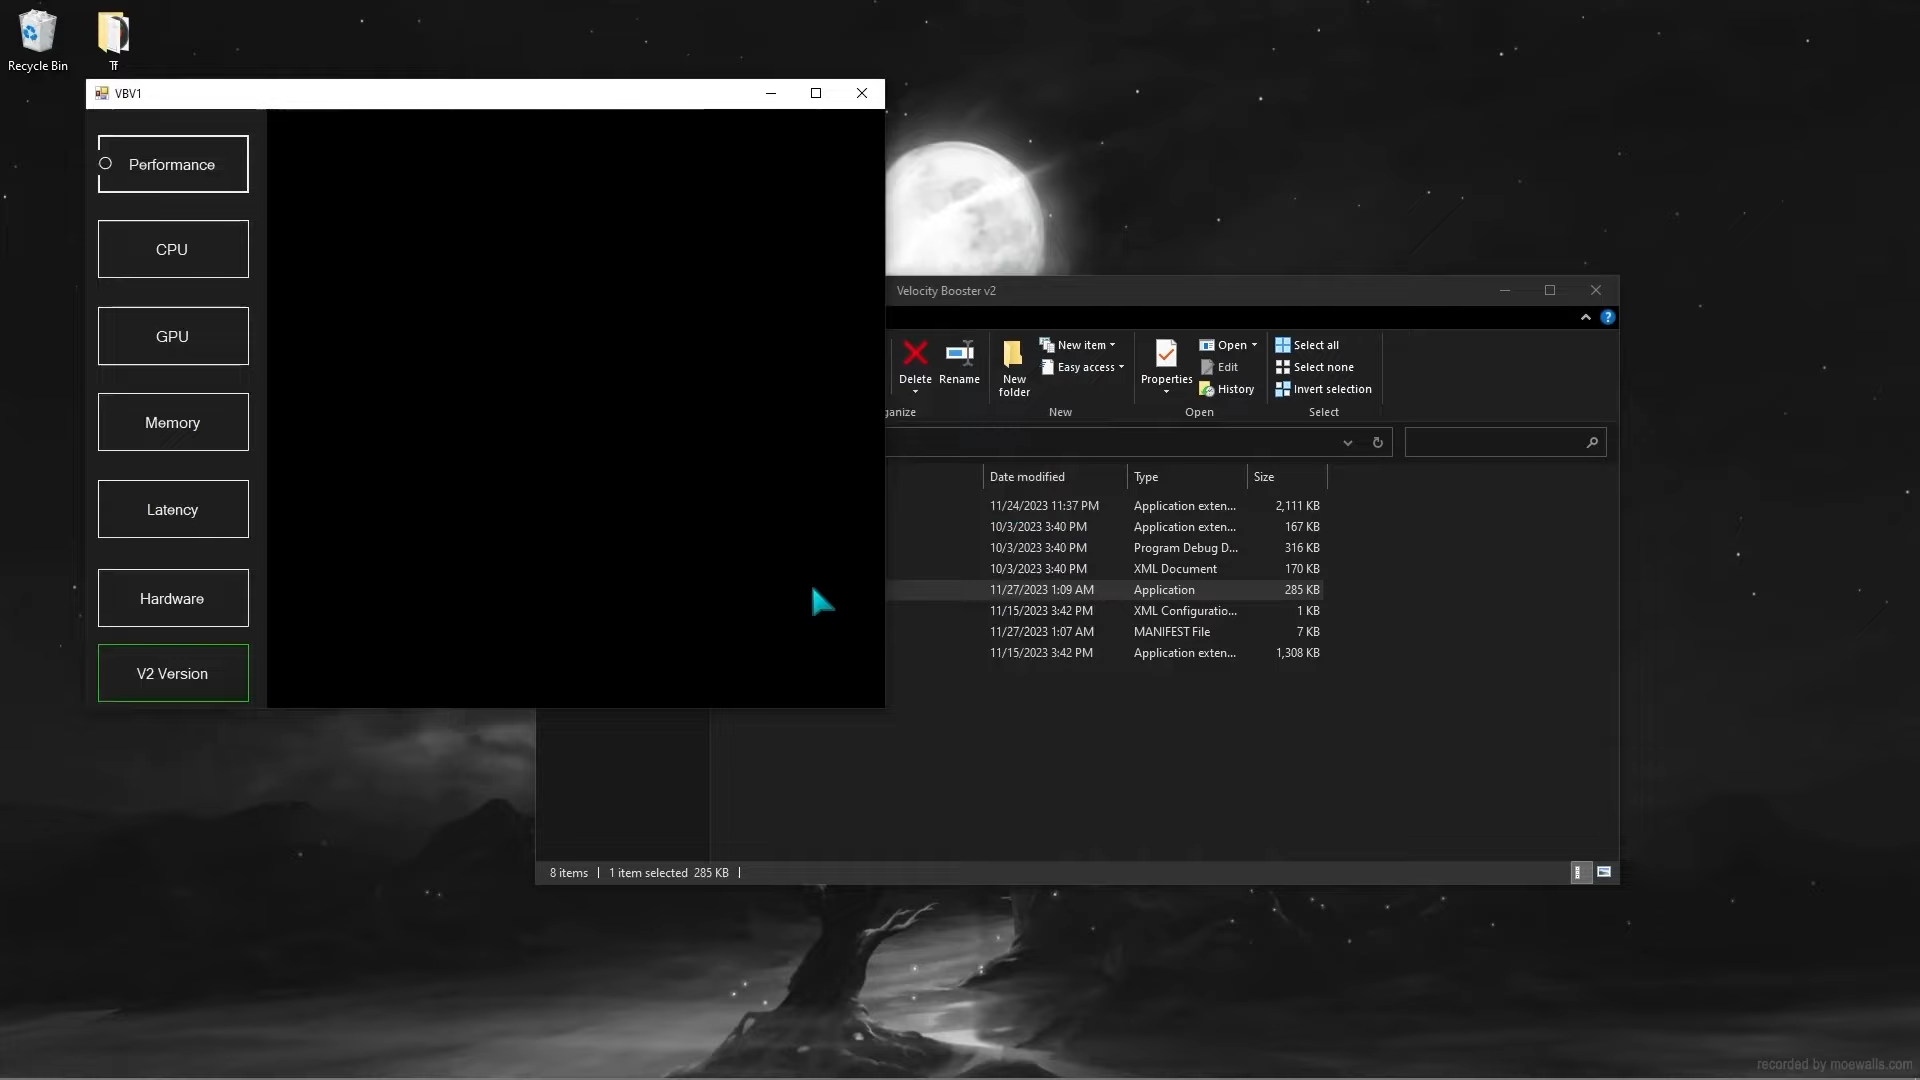 Recycle Bin
Tf
VBV1
Performance
CPU
GPU
Memory
Latency
Hardware
V2 Version
Velocity Booster v2
Delete
Rename
New folder
New item
Easy access
Properties
Open
Edit
History
Select all
Select none
Invert selection
ganize
New
Open
Select
Date modified
Type
Size
11/24/2023 11:37 PM Application exten... 2,111 KB
10/3/2023 3:40 PM Application exten... 167 KB
10/3/2023 3:40 PM Program Debug D... 316 KB
10/3/2023 3:40 PM XML Document 170 KB
11/27/2023 1:09 AM Application 285 KB
11/15/2023 3:42 PM XML Configuratio... 1 KB
11/27/2023 1:07 AM MANIFEST File 7 KB
11/15/2023 3:42 PM Application exten... 1,308 KB
8 items 1 item selected 285 KB
recorded by moewalls.com